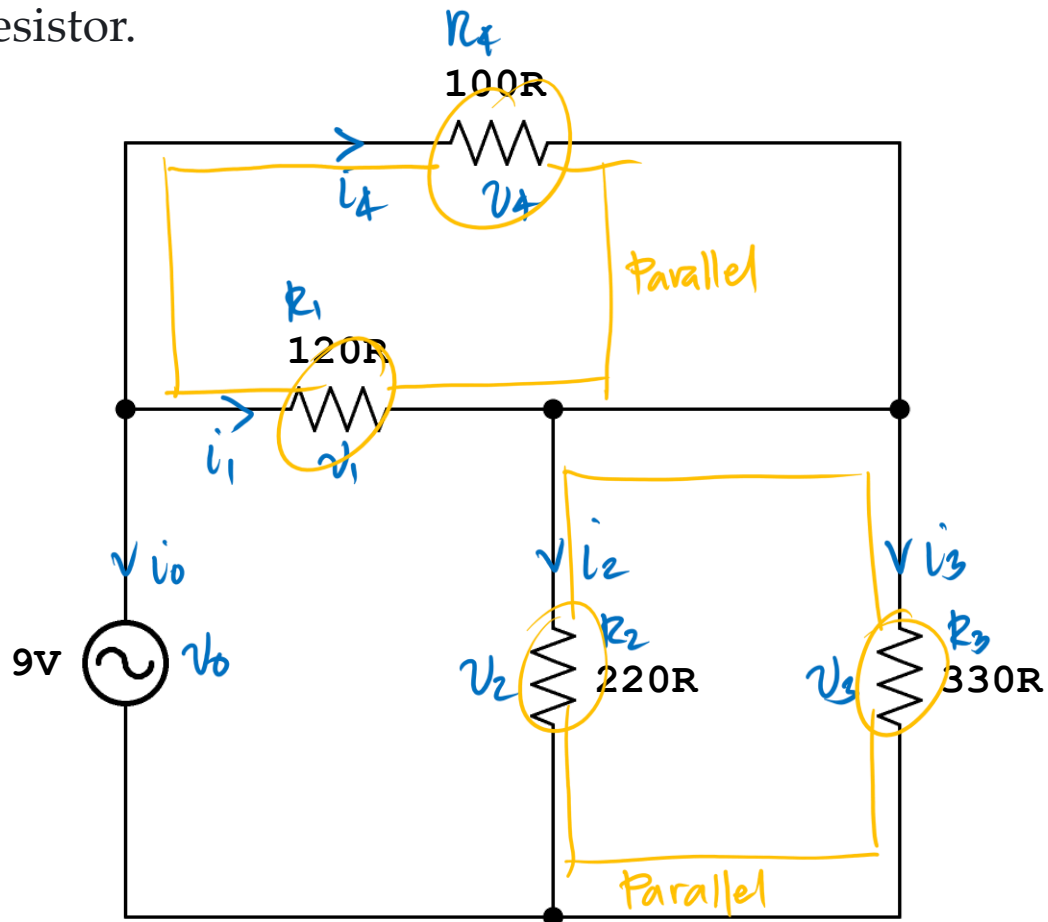 esistor.
R4
100R
i4
v4
Parallel
R1
120R
i1
v1
i0
i2
i3
9V
v0
v2
R2
220R
v3
R3
330R
Parallel